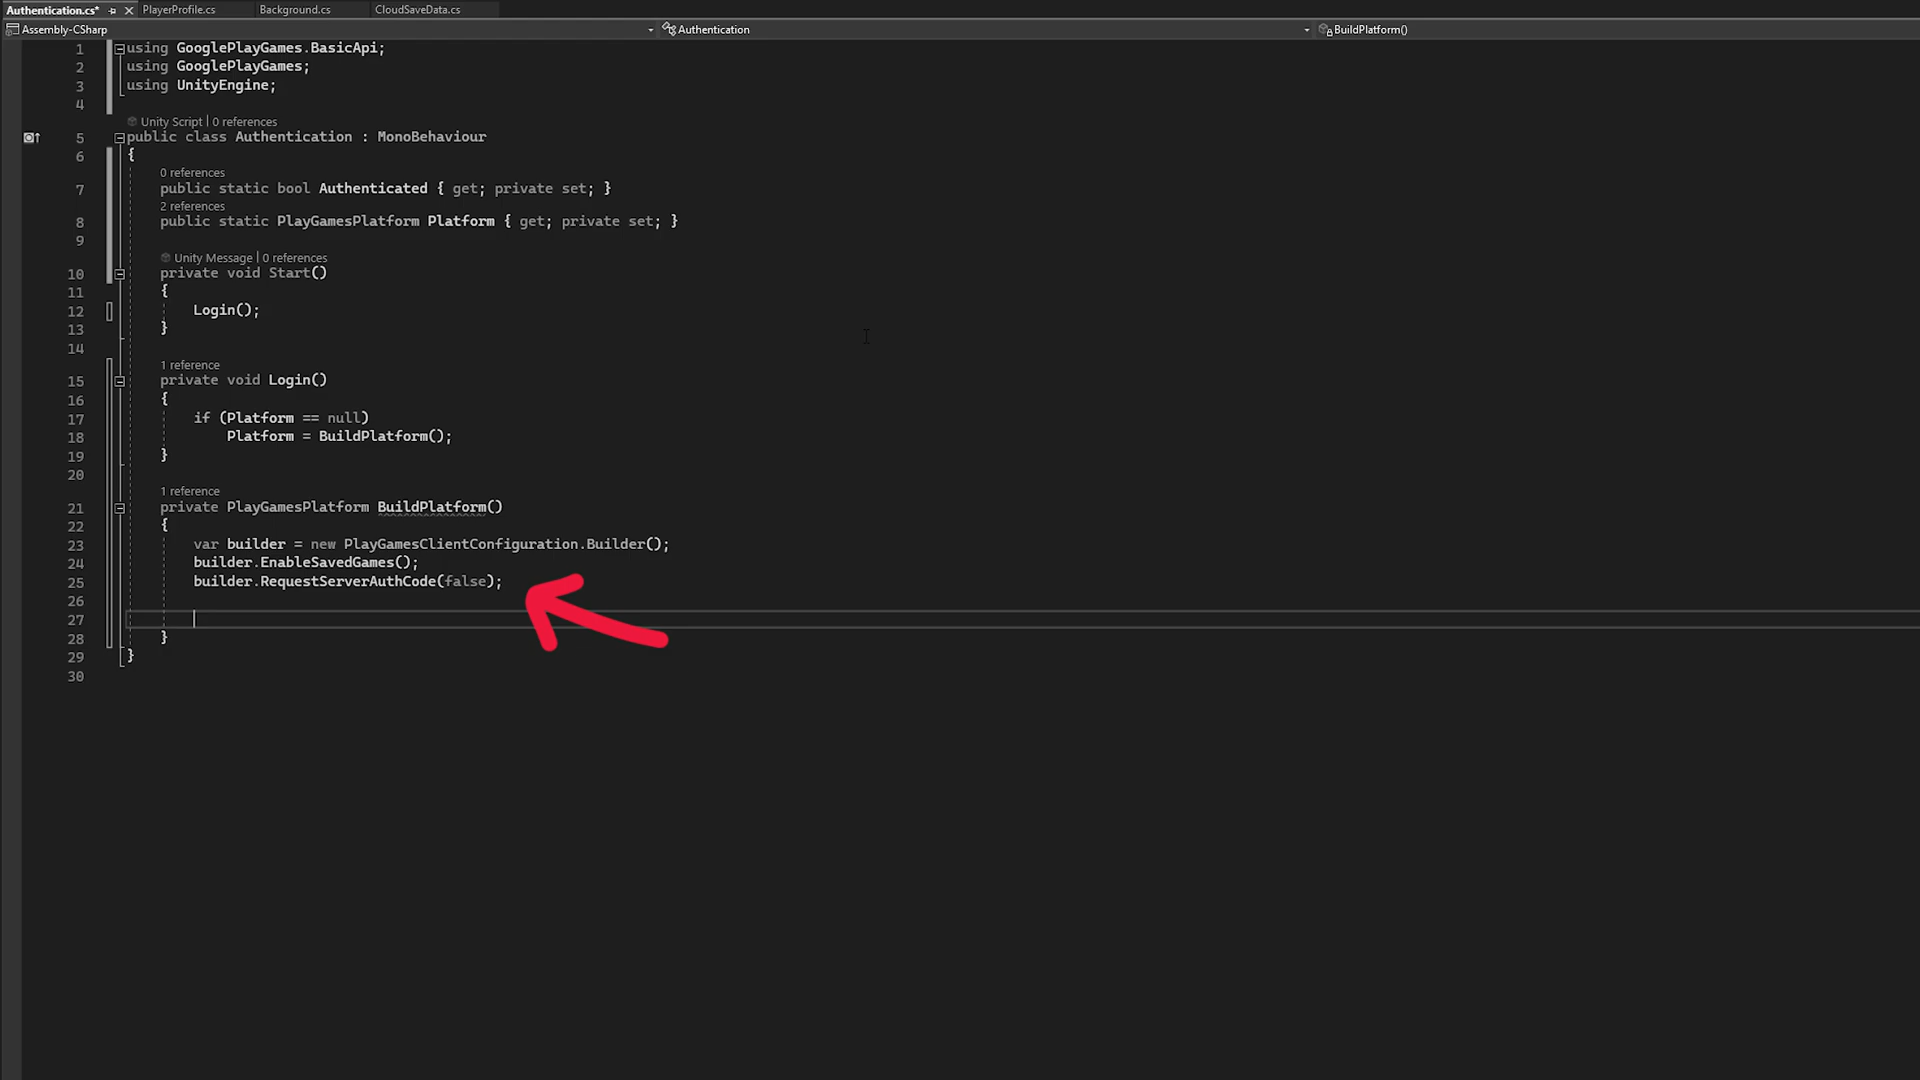 Authentication.cs*
PlayerProfile.cs
Background.cs
CloudSaveData.cs
Assembly-CSharp
Authentication
BuildPlatform()
1 using GooglePlayGames.BasicApi;
2 using GooglePlayGames;
3 using UnityEngine;
4
Unity Script | 0 references
5 public class Authentication : MonoBehaviour
6 {
0 references
7 public static bool Authenticated { get; private set; }
2 references
8 public static PlayGamesPlatform Platform { get; private set; }
9
Unity Message | 0 references
10 private void Start()
11 {
12 Login();
13 }
14
1 reference
15 private void Login()
16 {
17 if (Platform == null)
18 Platform = BuildPlatform();
19 }
20
1 reference
21 private PlayGamesPlatform BuildPlatform()
22 {
23 var builder = new PlayGamesClientConfiguration.Builder();
24 builder.EnableSavedGames();
25 builder.RequestServerAuthCode(false);
26
27
28 }
29 }
30